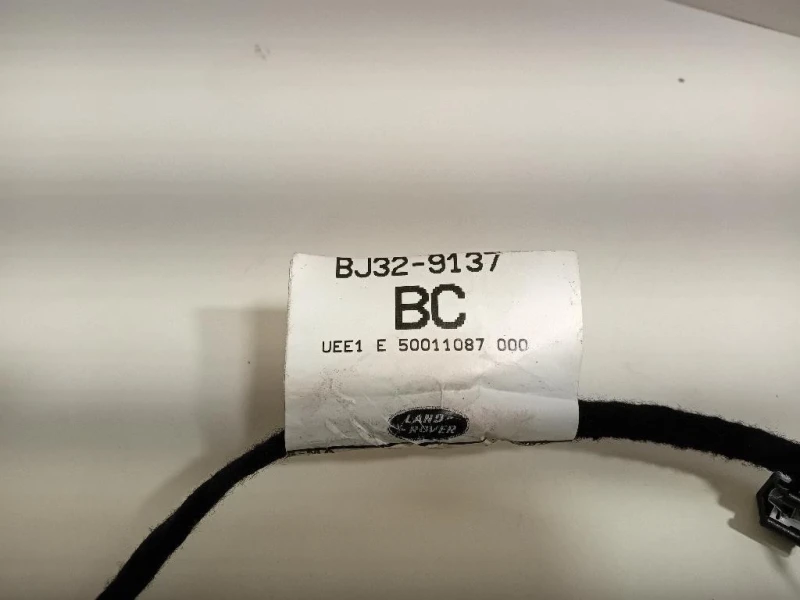 BJ32-9137
BC
UEE1 E 50011087 000
LAND-
ROVER